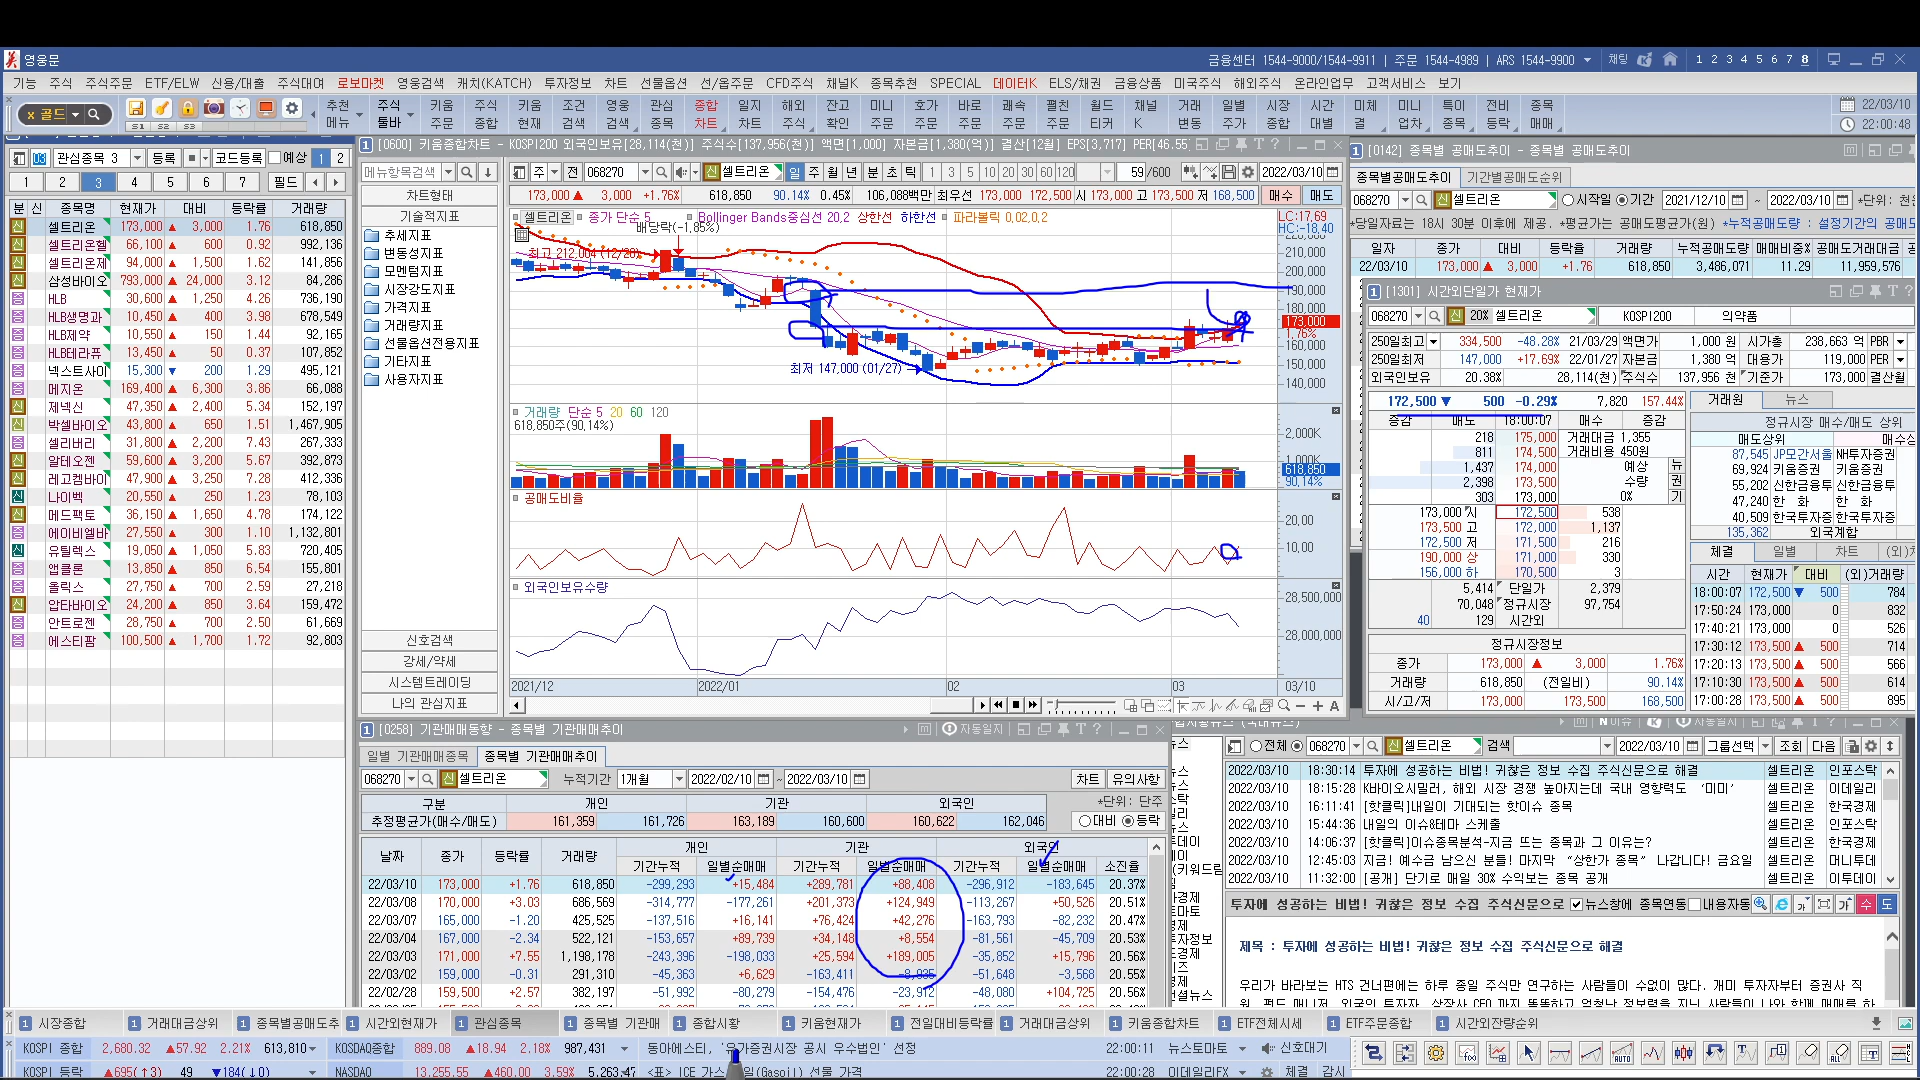 영웅문
금융센터 1544-9000/1544-9911 | 주문 1544-4989 | ARS 1544-9900
채팅
1 2 3 4 5 6 7 8
기능 주식 주식주문 ETF/ELW 신용/대출 주식대여 로보마켓 영웅검색 캐치(KATCH) 투자정보 차트 선물옵션 선/옵주문 CFD주식 채널K 종목추천 SPECIAL 데이터K ELS/채권 금융상품 미국주식 해외주식 온라인업무 고객서비스 보기
골드
추천 주식 키움 주식 키움 조건 영웅 관심 종합 일지 해외 잔고 미니 호가 바로 쾌속 펼친 월드 채널 거래 일별 시장 시간 미체 미니 특이 전비 종목
메뉴 툴바 주문 종합 현재 검색 검색 종목 차트 차트 주식 확인 주문 주문 주문 주문 주문 티커 K 변동 주가 종합 대별 결 업차 종목 등락 매매
S1 S2 S3
22/03/10
22:00:48
관심종목 3 등록 코드등록 예상 1 2
1 2 3 4 5 6 7 필드
분 신 종목명 현재가 대비 등락률 거래량
신 셀트리온 173,000 ▲ 3,000 1.76 618,850
신 셀트리온헬 66,100 ▲ 600 0.92 992,136
신 셀트리온제 94,000 ▲ 1,500 1.62 141,856
신 삼성바이오 793,000 ▲ 24,000 3.12 84,286
증 HLB 30,600 ▲ 1,250 4.26 736,190
증 HLB생명과 10,450 ▲ 400 3.98 678,549
증 HLB제약 10,550 ▲ 150 1.44 92,165
증 HLB테라퓨 13,450 ▲ 50 0.37 107,852
증 넥스트사이 15,300 ▼ 200 1.29 495,121
증 메지온 169,400 ▲ 6,300 3.86 66,088
신 제넥신 47,350 ▲ 2,400 5.34 152,197
신 박셀바이오 43,800 ▲ 650 1.51 1,467,905
증 셀리버리 31,800 ▲ 2,200 7.43 267,333
신 알테오젠 59,600 ▲ 3,200 5.67 392,873
신 레고켐바이 47,900 ▲ 3,250 7.28 412,336
신 나이벡 20,550 ▲ 250 1.23 78,103
신 메드팩토 36,150 ▲ 1,650 4.78 174,122
증 에이비엘바 27,550 ▲ 300 1.10 1,132,801
신 유틸렉스 19,050 ▲ 1,050 5.83 720,405
증 앱클론 13,850 ▲ 850 6.54 155,801
증 올릭스 27,750 ▲ 700 2.59 27,218
신 압타바이오 24,200 ▲ 850 3.64 159,472
증 안트로젠 28,750 ▲ 700 2.50 61,669
증 에스티팜 100,500 ▲ 1,700 1.72 92,803
[0600] 키움종합차트 - KOSPI200 외국인보유[28,114(천)] 주식수[137,956(천)] 액면[1,000] 자본금[1,380(억)] 결산[12월] EPS[3,717] PER[46.55
메뉴항목검색
주 전 068270 신 셀트리온 일 주 월 년 분 초 틱 1 3 5 10 20 30 60 120 59 /600 2022/03/10
173,000 ▲ 3,000 +1.76% 618,850 90.14% 0.45% 106,088백만 최우선 173,000 172,500 시 173,000 고 173,500 저 168,500 매수 매도
차트형태
기술적지표
추세지표
변동성지표
모멘텀지표
시장강도지표
가격지표
거래량지표
선물옵션전용지표
기타지표
사용자지표
신호검색
강세/약세
시스템트레이딩
나의 관심지표
셀트리온 종가 단순 5 Bollinger Bands중심선 20,2 상한선 하한선 파라볼릭 0,02,0,2
배당락(-1,85%)
최고 212,004 (12/28)
최저 147,000 (01/27)
LC:17,69
HC:-18,40
210,000
200,000
190,000
180,000
173,000
1.76%
160,000
150,000
140,000
거래량 단순 5 20 60 120
618,850주(90,14%)
2,000K
1,000K
618,850
90,14%
공매도비율
20,00
10,00
외국인보유수량
28,500,000
28,000,000
2021/12 2022/01 02 03 03/10
[0142] 종목별 공매도추이 - 종목별 공매도추이
종목별공매도추이 기간별공매도순위
068270 신 셀트리온 시작일 기간 2021/12/10 ~ 2022/03/10 *단위: 천원
*당일자료는 18시 30분 이후에 제공. *평균가는 공매도평균가(원) *누적공매도량 : 설정기간의 공매도
일자 종가 대비 등락률 거래량 누적공매도량 매매비중% 공매도거래대금 공매도
22/03/10 173,000 ▲ 3,000 +1.76 618,850 3,486,071 11.29 11,959,576
[1301] 시간외단일가 현재가
068270 신 20% 셀트리온 KOSPI200 의약품
250일최고 334,500 -48.28% 21/03/29 액면가 1,000 원 시가총 238,663 억 PBR
250일최저 147,000 +17.69% 22/01/27 자본금 1,380 억 대용가 119,000 PER
외국인보유 20.38% 28,114(천) 주식수 137,956 천 기준가 173,000 결산월
172,500 ▼ 500 -0.29% 7,820 157.44% 거래원 뉴스
증감 매도 18:00:07 매수 증감
218 175,000 거래대금 1,355
811 174,500 거래비용 450원
1,437 174,000 예상
2,398 173,500 수량
303 173,000 0%
뉴 권 기
173,000 시 172,500 538
173,500 고 172,000 1,137
172,500 저 171,500 216
190,000 상 171,000 330
156,000 하 170,500 3
5,414 단일가 2,379
70,048 정규시장 97,754
40 129 시간외
정규시장정보
종가 173,000 ▲ 3,000 1.76%
거래량 618,850 (전일비) 90.14%
시/고/저 173,000 173,500 168,500
정규시장 매수/매도 상위
매도상위 매수상
87,545 JP모간서울 NH투자증권
69,924 키움증권 키움증권
55,202 신한금융투 신한금융투
47,240 한 화 한 화
40,509 한국투자증 한국투자증
135,362 외국계합
체결 일별 차트 (외)차
시간 현재가 대비 (외)거래량
18:00:07 172,500 ▼ 500 784
17:50:24 173,000 0 832
17:40:21 173,000 0 526
17:30:12 173,500 ▲ 500 714
17:20:13 173,500 ▲ 500 566
17:10:30 173,500 ▲ 500 614
17:00:28 173,500 ▲ 500 895
[0258] 기관매매동향 - 종목별 기관매매추이
자동일지
일별 기관매매종목 종목별 기관매매추이
068270 신 셀트리온 누적기간 1개월 2022/02/10 ~ 2022/03/10 차트 유의사항
구분 개인 기관 외국인 *단위: 단주
추정평균가(매수/매도) 161,359 161,726 163,189 160,600 160,622 162,046 대비 등락
날짜 종가 등락률 거래량 개인 기관 외국인
기간누적 일별순매매 기간누적 일별순매매 기간누적 일별순매매 소진율
22/03/10 173,000 +1.76 618,850 -299,293 +15,484 +289,781 +88,408 -296,912 -183,645 20.37%
22/03/08 170,000 +3.03 686,569 -314,777 -177,261 +201,373 +124,949 -113,267 +50,526 20.51%
22/03/07 165,000 -1.20 425,525 -137,516 +16,141 +76,424 +42,276 -163,793 -82,232 20.47%
22/03/04 167,000 -2.34 522,121 -153,657 +89,739 +34,148 +8,554 -81,561 -45,709 20.53%
22/03/03 171,000 +7.55 1,198,178 -243,396 -198,033 +25,594 +189,005 -35,852 +15,796 20.56%
22/03/02 159,000 -0.31 291,310 -45,363 +6,629 -163,411 -51,648 -3,568 20.55%
22/02/28 159,500 +2.57 382,197 -51,992 -80,279 -154,476 -23,912 -48,080 +104,725 20.56%
전체 068270 신 셀트리온 검색 2022/03/10 그룹선택 조회 다음
2022/03/10 18:30:14 투자에 성공하는 비법! 귀찮은 정보 수집 주식신문으로 해결 셀트리온 인포스탁
2022/03/10 18:15:28 K바이오시밀러, 해외 시장 경쟁 높아지는데 국내 영향력도 '미미' 셀트리온 이데일리
2022/03/10 16:11:41 [핫클릭]내일이 기대되는 핫이슈 종목 셀트리온 한국경제
2022/03/10 15:44:36 내일의 이슈&테마 스케줄 셀트리온 인포스탁
2022/03/10 14:06:37 [핫클릭]이슈종목분석-지금 뜨는 종목과 그 이유는? 셀트리온 한국경제
2022/03/10 12:45:03 지금! 예수금 남으신 분들! 마지막 "상한가 종목" 나갑니다! 금요일 셀트리온 머니투데
2022/03/10 11:32:00 [공개] 단기로 매일 30% 수익보는 종목 공개 셀트리온 이투데이
투자에 성공하는 비법! 귀찮은 정보 수집 주식신문으로 뉴스창에 종목연동 내용자동
제목 : 투자에 성공하는 비법! 귀찮은 정보 수집 주식신문으로 해결
우리가 바라보는 HTS 건너편에는 하루 종일 주식만 연구하는 사람들이 수없이 많다. 개미 투자자부터 증권사 직
원, 펀드 매니저, 외국인 투자자, 상장사 CEO 까지 똑똑하고 엄청난 정보력을 지닌 사람들이 나와 함께 매매를 하
1 시장종합 1 거래대금상위 1 종목별공매도추 1 시간외현재가 1 관심종목 1 종목별 기관매 1 종합시황 1 키움현재가 1 전일대비등락률 1 거래대금상위 1 키움종합차트 1 ETF전체시세 1 ETF주문종합 1 시간외잔량순위
KOSPI 종합 2,680.32 ▲57.92 2.21% 613,810 KOSDAQ종합 889.08 ▲18.94 2.18% 987,431 동아에스티, '유가증권시장 공시 우수법인' 선정 22:00:11 뉴스토마토 신호대기
KOSPI 등락 ▲695(↑3) 49 ▼184(↓0) NASDAQ 13,255.55 ▲460.00 3.59% 5,263,47 <표> ICE 가스오일(Gasoil) 선물 가격 22:00:28 이데일리FX 체결 감시